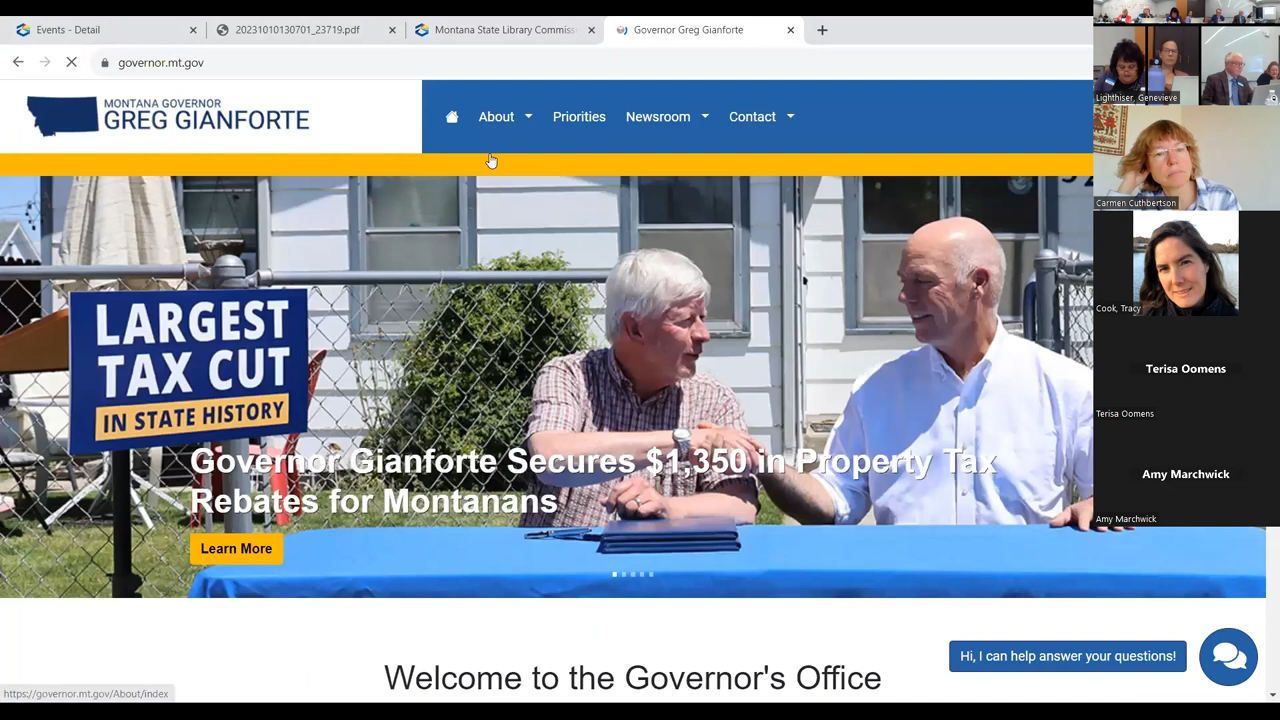 Events - Detail
20231010130701_23719.pdf
Montana State Library Commiss
Governor Greg Gianforte
governor.mt.gov
MONTANA GOVERNOR
GREG GIANFORTE
About
Priorities
Newsroom
Contact
LARGEST
TAX CUT
IN STATE HISTORY
Governor Gianforte Secures $1,350 in Property Tax
Rebates for Montanans
Learn More
Welcome to the Governor's Office
Hi, I can help answer your questions!
https://governor.mt.gov/About/index
Lighthiser, Genevieve
Carmen Cuthbertson
Cook, Tracy
Terisa Oomens
Terisa Oomens
Amy Marchwick
Amy Marchwick